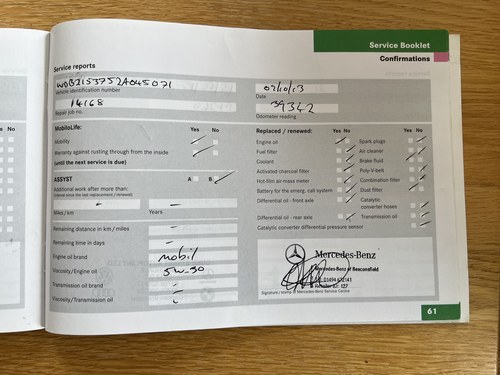 Service Booklet
Confirmations
Service reports
WDB2153752A045071
Vehicle identification number
14168
Repair job no.
02/10/13
Date
39342
Odometer reading
MobiloLife: Yes No
Mobility
Warranty against rusting through from the inside
(until the next service is due)
ASSYST A B
Additional work after more than:
Miles/km Years
Remaining distance in km/miles
Remaining time in days
Engine oil brand mobil
Viscosity/Engine oil 5w-30
Transmission oil brand
Viscosity/Transmission oil
Replaced / renewed: Yes No Yes No
Engine oil Spark plugs
Fuel filter Air cleaner
Coolant Brake fluid
Activated charcoal filter Poly-V-belt
Hot film air-mass meter Combination filter
Battery for the emerg. call system Dust filter
Differential oil - front axle Catalytic converter hoses
Differential oil - rear axle Transmission oil
Catalytic converter differential pressure sensor
Mercedes-Benz
Mercedes-Benz of Beaconsfield
Signature / stamp of Mercedes-Benz Service Centre
61